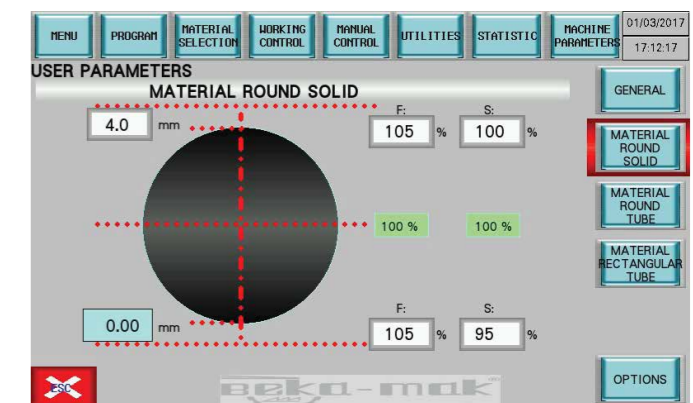 MENU
PROGRAM
MATERIAL
SELECTION
WORKING
CONTROL
MANUAL
CONTROL
UTILITIES
STATISTIC
MACHINE
PARAMETERS
01/03/2017
17:12:17
USER PARAMETERS
MATERIAL ROUND SOLID
4.0 mm
F: S:
105 % 100 %
100 % 100 %
0.00 mm
F: S:
105 % 95 %
GENERAL
MATERIAL
ROUND
SOLID
MATERIAL
ROUND
TUBE
MATERIAL
RECTANGULAR
TUBE
OPTIONS
ESC
Beka-mak